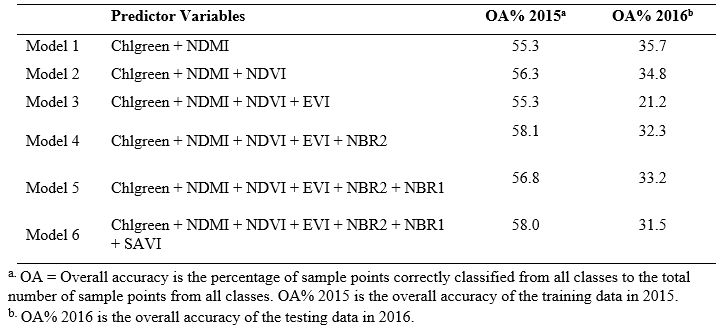 Predictor Variables OA% 2015a OA% 2016b
Model 1 Chlgreen + NDMI 55.3 35.7
Model 2 Chlgreen + NDMI + NDVI 56.3 34.8
Model 3 Chlgreen + NDMI + NDVI + EVI 55.3 21.2
Model 4 Chlgreen + NDMI + NDVI + EVI + NBR2 58.1 32.3
Model 5 Chlgreen + NDMI + NDVI + EVI + NBR2 + NBR1 56.8 33.2
Model 6 Chlgreen + NDMI + NDVI + EVI + NBR2 + NBR1 58.0 31.5
+ SAVI
a. OA = Overall accuracy is the percentage of sample points correctly classified from all classes to the total
number of sample points from all classes. OA% 2015 is the overall accuracy of the training data in 2015.
b. OA% 2016 is the overall accuracy of the testing data in 2016.